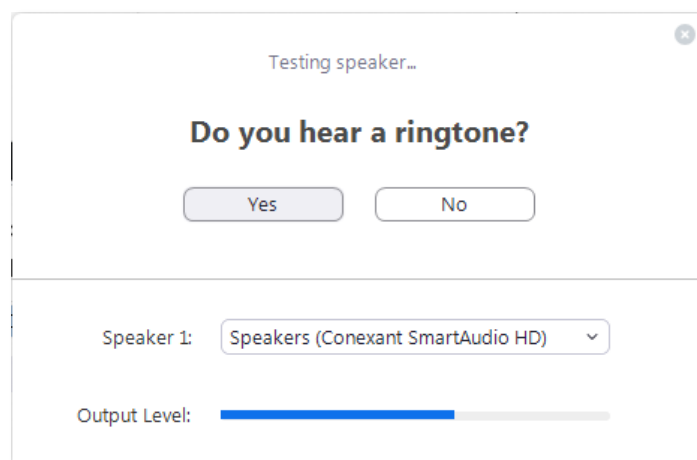 Testing speaker...
Do you hear a ringtone?
Yes No
Speaker 1: Speakers (Conexant SmartAudio HD)
Output Level: